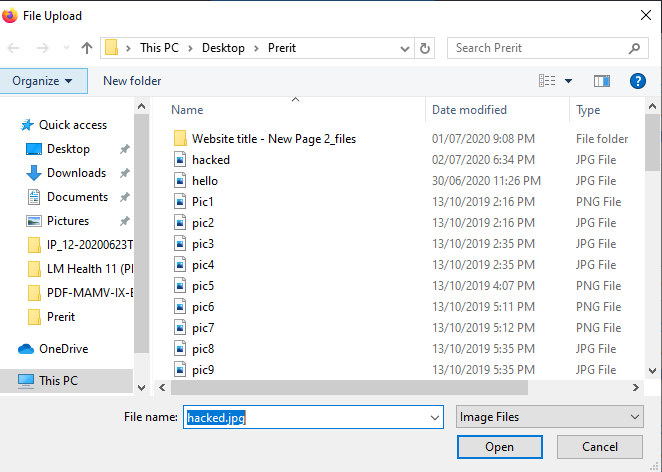 File Upload
This PC Desktop Prerit Search Prerit
Organize New folder
Name Date modified Type
Quick access
Desktop
Downloads
Documents
Pictures
IP_12-20200623T
LM Health 11 (Pl
PDF-MAMV-IX-E
Prerit
OneDrive
This PC
Website title - New Page 2_files 01/07/2020 9:08 PM File folder
hacked 02/07/2020 6:34 PM JPG File
hello 30/06/2020 11:26 PM JPG File
Pic1 13/10/2019 2:16 PM PNG File
pic2 13/10/2019 2:16 PM JPG File
pic3 13/10/2019 2:35 PM JPG File
pic4 13/10/2019 2:35 PM JPG File
pic5 13/10/2019 4:07 PM PNG File
pic6 13/10/2019 5:11 PM PNG File
pic7 13/10/2019 5:12 PM PNG File
pic8 13/10/2019 5:35 PM JPG File
pic9 13/10/2019 5:35 PM JPG File
File name: hacked.jpg Image Files
Open Cancel